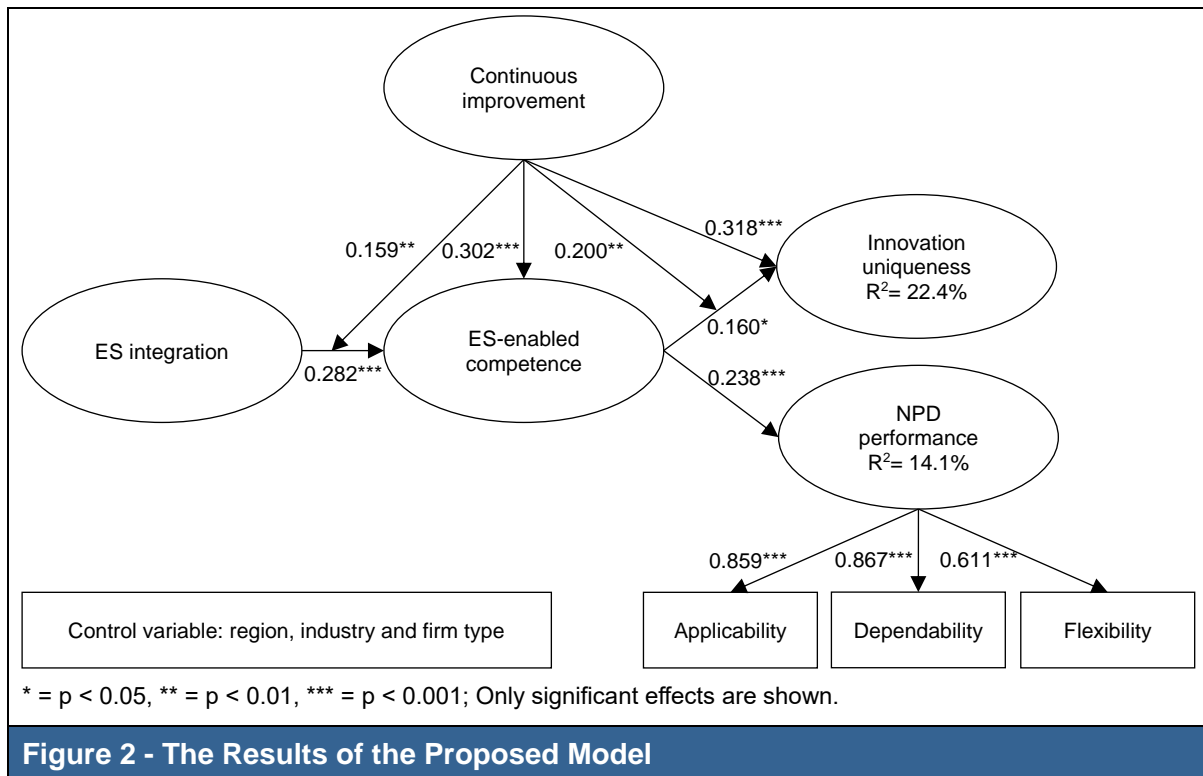 Continuous
improvement
0.159**
0.302***
0.200**
0.318***
Innovation
uniqueness
R²= 22.4%
ES integration
0.282***
ES-enabled
competence
0.160*
0.238***
NPD
performance
R²= 14.1%
0.859***
0.867***
0.611***
Control variable: region, industry and firm type
Applicability
Dependability
Flexibility
* = p < 0.05, ** = p < 0.01, *** = p < 0.001; Only significant effects are shown.
Figure 2 - The Results of the Proposed Model